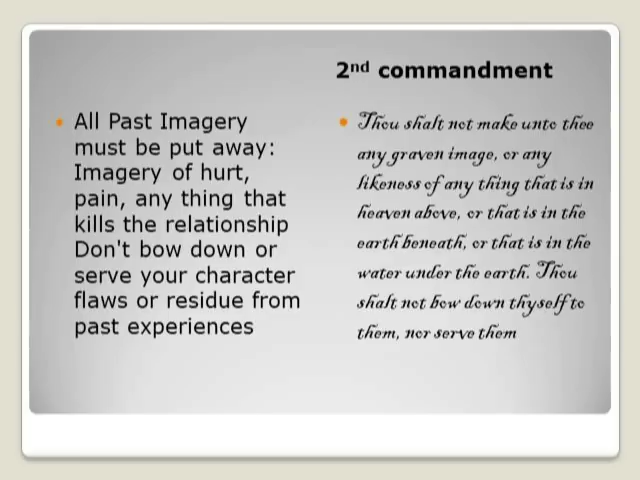 2nd commandment
All Past Imagery
must be put away:
Imagery of hurt,
pain, any thing that
kills the relationship
Don't bow down or
serve your character
flaws or residue from
past experiences
Thou shalt not make unto thee
any graven image, or any
likeness of any thing that is in
heaven above, or that is in the
earth beneath, or that is in the
water under the earth. Thou
shalt not bow down thyself to
them, nor serve them